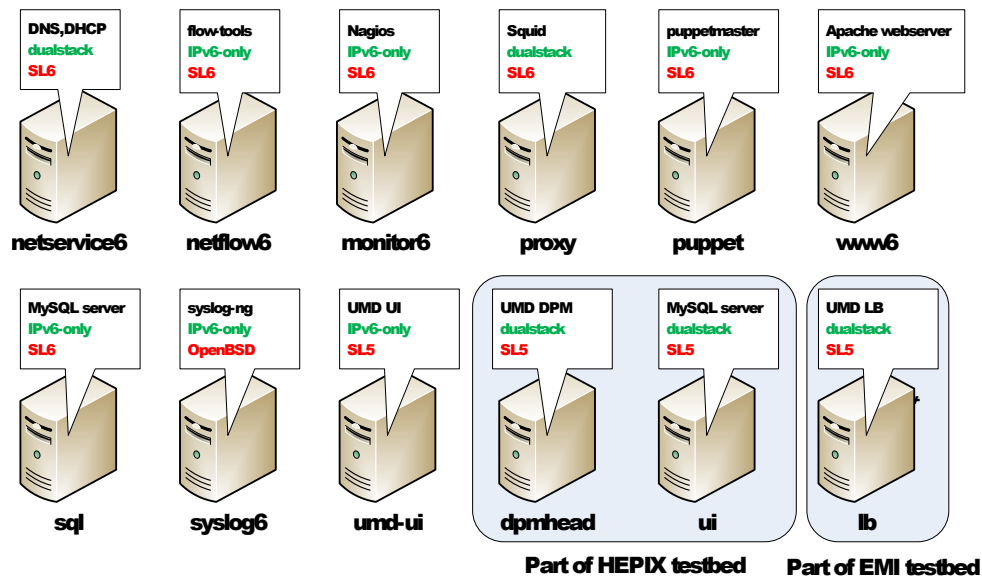 DNS,DHCP
dualstack
SL6
flow-tools
IPv6-only
SL6
Nagios
IPv6-only
SL6
Squid
dualstack
SL6
puppetmaster
IPv6-only
SL6
Apache webserver
IPv6-only
SL6
netservice6
netflow6
monitor6
proxy
puppet
www6
MySQL server
IPv6-only
SL6
syslog-ng
IPv6-only
OpenBSD
UMD UI
IPv6-only
SL5
UMD DPM
dualstack
SL5
MySQL server
dualstack
SL5
UMD LB
dualstack
SL5
sql
syslog6
umd-ui
dpmhead
ui
lb
Part of HEPIX testbed
Part of EMI testbed